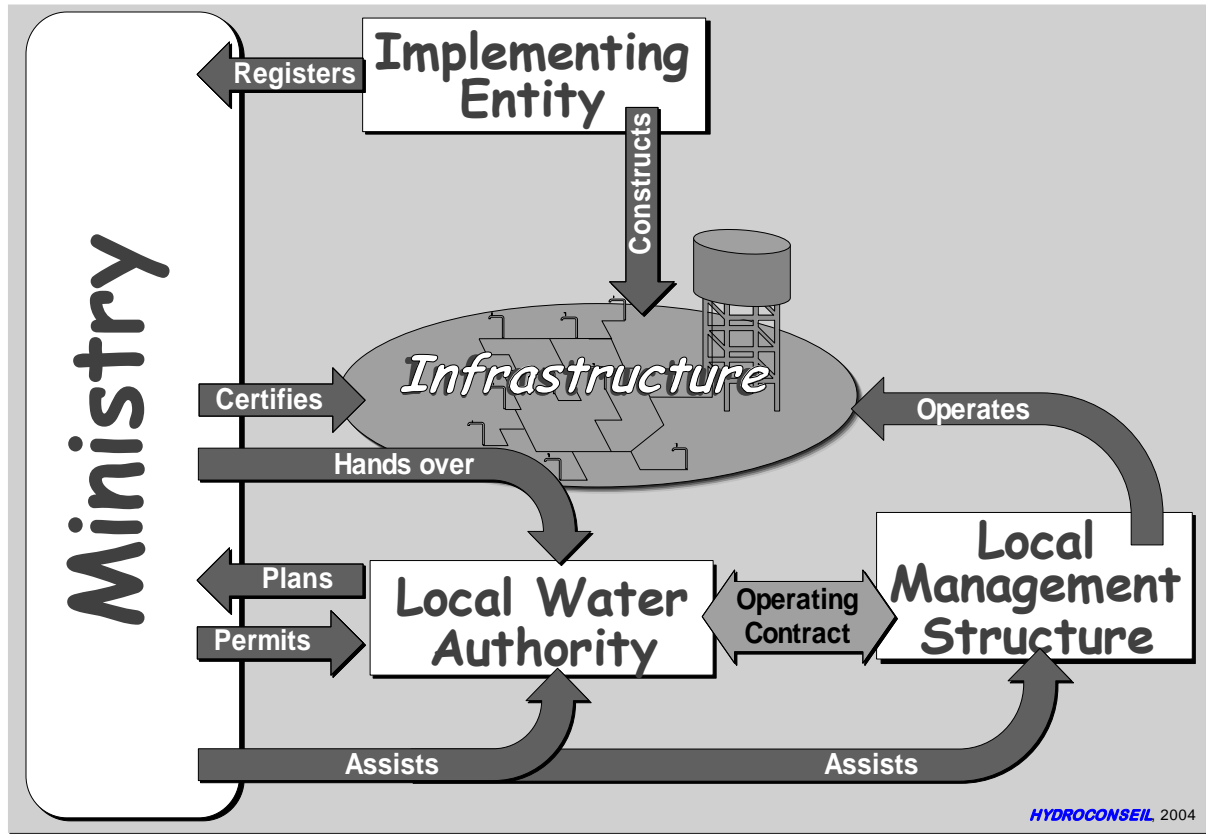 Implementing
Entity
Registers
Constructs
Ministry
Infrastructure
Certifies
Operates
Hands over
Plans
Permits
Local Water
Authority
Operating
Contract
Local
Management
Structure
Assists
Assists
HYDROCONSEIL, 2004